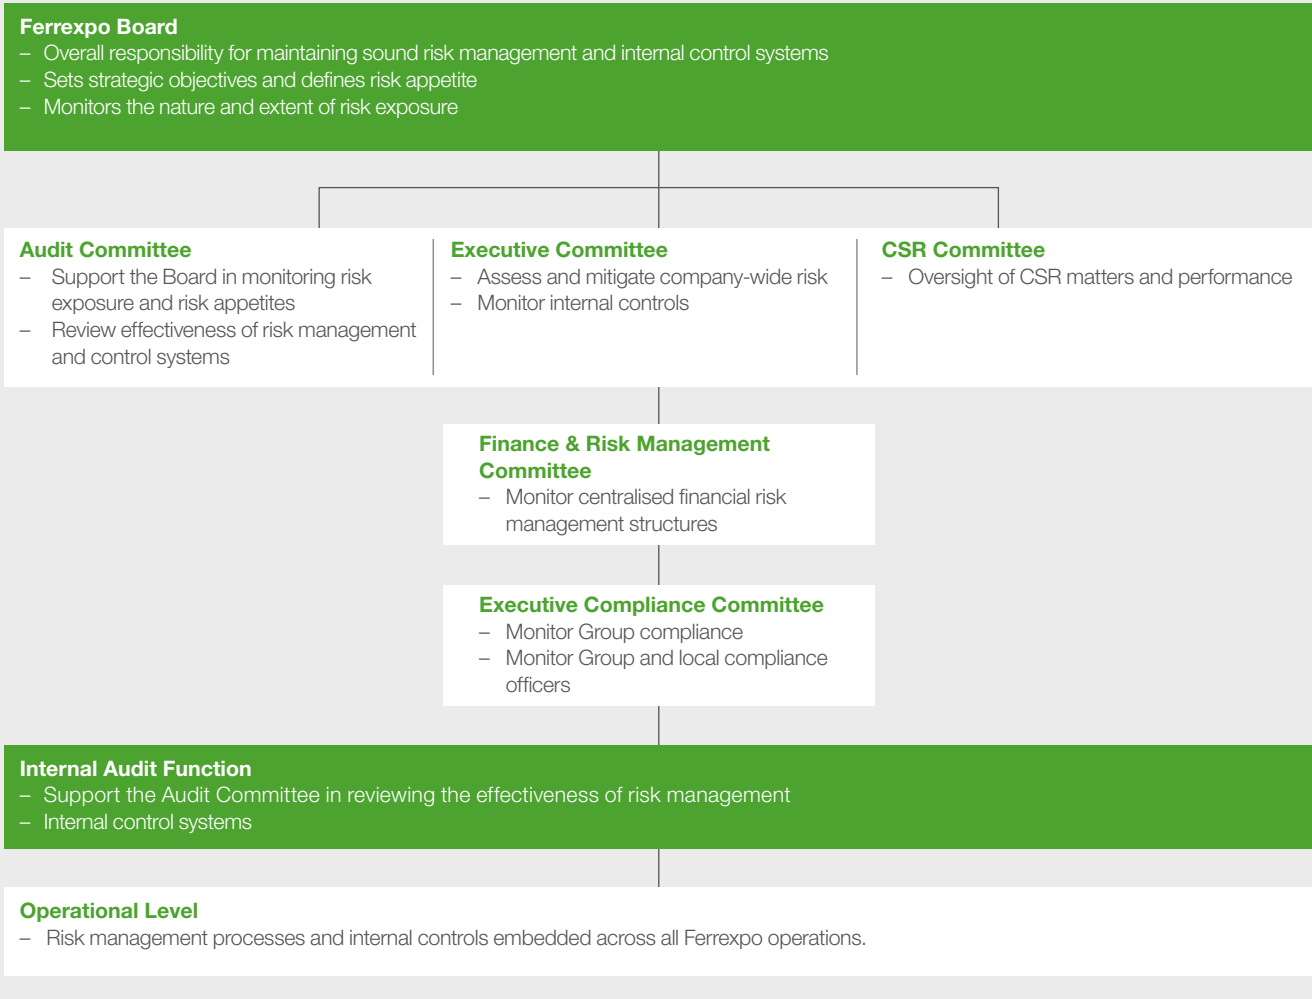 Ferrexpo Board
– Overall responsibility for maintaining sound risk management and internal control systems
– Sets strategic objectives and defines risk appetite
– Monitors the nature and extent of risk exposure
Audit Committee
– Support the Board in monitoring risk
exposure and risk appetites
– Review effectiveness of risk management
and control systems
Executive Committee
– Assess and mitigate company-wide risk
– Monitor internal controls
CSR Committee
– Oversight of CSR matters and performance
Finance & Risk Management
Committee
– Monitor centralised financial risk
management structures
Executive Compliance Committee
– Monitor Group compliance
– Monitor Group and local compliance
officers
Internal Audit Function
– Support the Audit Committee in reviewing the effectiveness of risk management
– Internal control systems
Operational Level
– Risk management processes and internal controls embedded across all Ferrexpo operations.